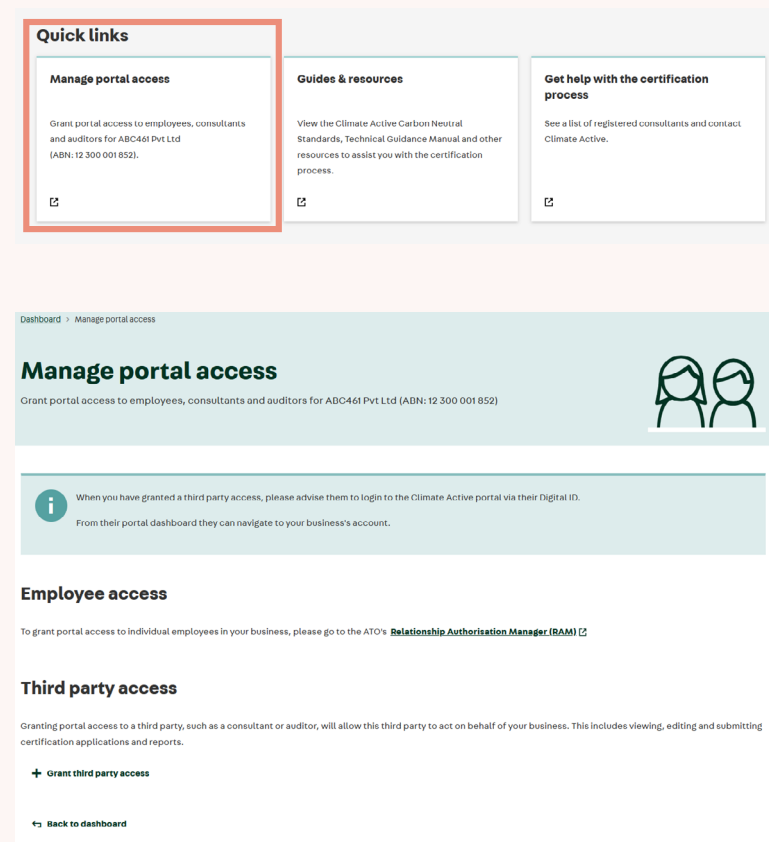 Quick links
Manage portal access
Grant portal access to employees, consultants
and auditors for ABC461 Pvt Ltd
(ABN: 12 300 001 852).
Guides & resources
View the Climate Active Carbon Neutral
Standards, Technical Guidance Manual and other
resources to assist you with the certification
process.
Get help with the certification
process
See a list of registered consultants and contact
Climate Active.
Dashboard > Manage portal access
Manage portal access
Grant portal access to employees, consultants and auditors for ABC461 Pvt Ltd (ABN: 12 300 001 852)
When you have granted a third party access, please advise them to login to the Climate Active portal via their Digital ID.
From their portal dashboard they can navigate to your business's account.
Employee access
To grant portal access to individual employees in your business, please go to the ATO's Relationship Authorisation Manager (RAM)
Third party access
Granting portal access to a third party, such as a consultant or auditor, will allow this third party to act on behalf of your business. This includes viewing, editing and submitting
certification applications and reports.
+ Grant third party access
Back to dashboard